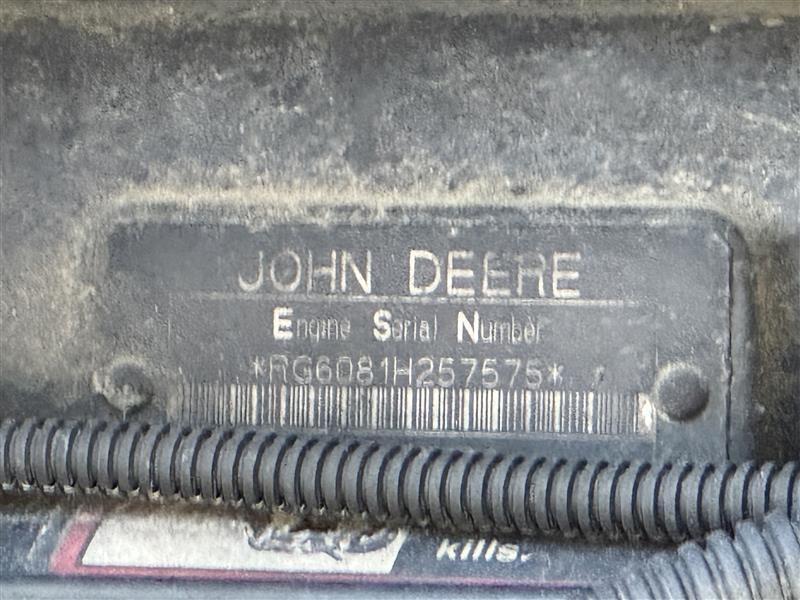 JOHN DEERE
Engine Serial Number
*RG6081H257575*
kills.